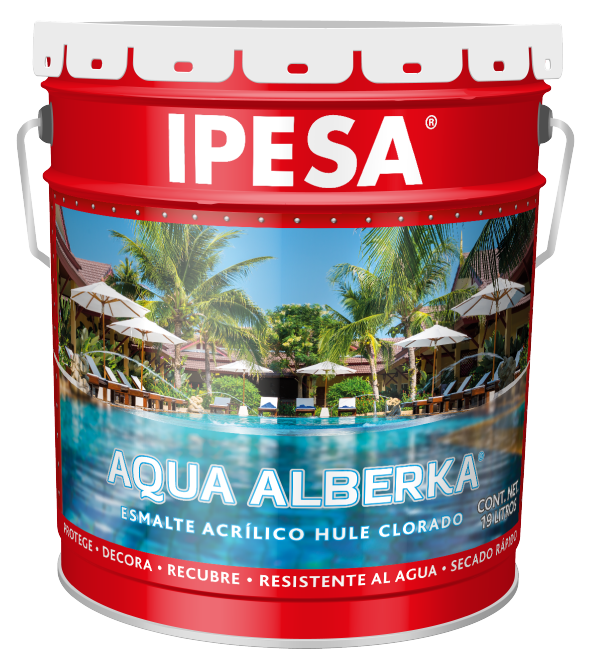 IPESA®
AQUA ALBERKA®
ESMALTE ACRÍLICO HULE CLORADO
CONT. NET.
19 LITROS
PROTEGE • DECORA • RECUBRE • RESISTENTE AL AGUA • SECADO RÁPIDO